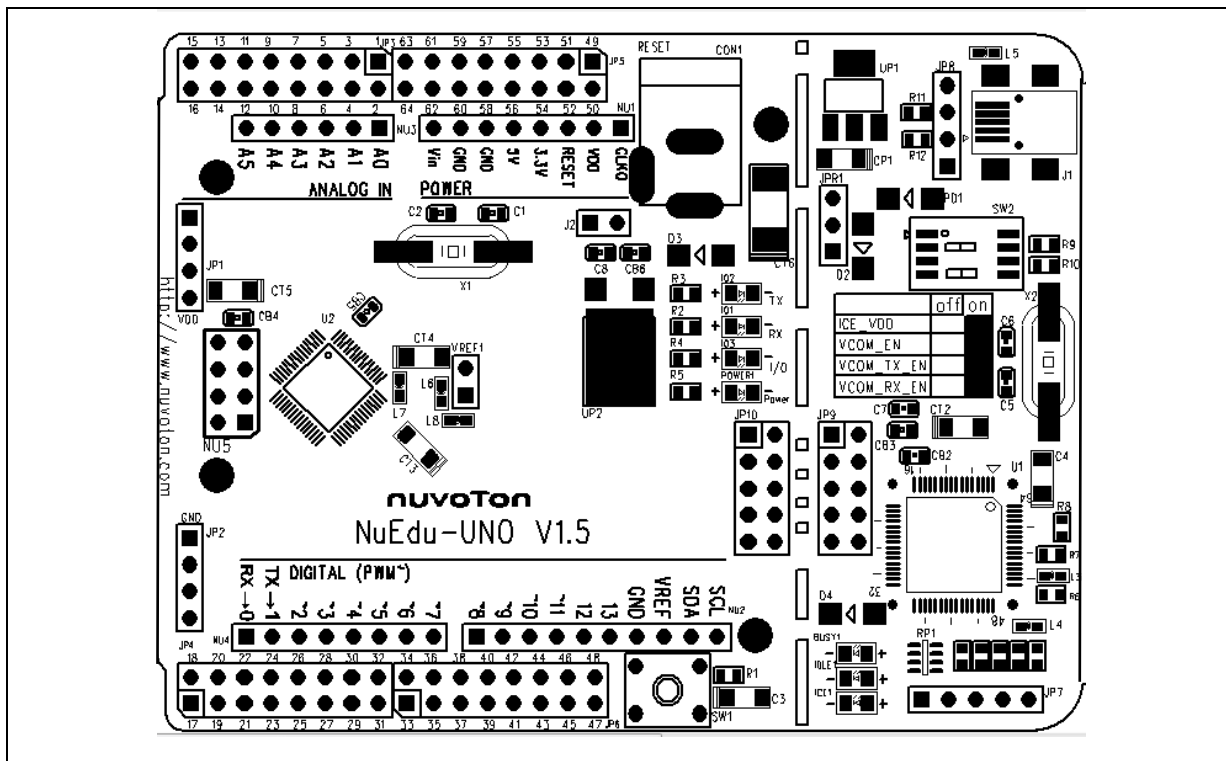 15 13 11 9 7 5 3 1 JP3 63 61 59 57 55 53 51 49 JP5
16 14 12 10 8 6 4 2 64 62 60 58 56 54 52 50
NU3 NU1
A5 A4 A3 A2 A1 A0
Vin GND GND 5V 3.3V RESET VDD CLKO
ANALOG IN POWER
RESET CON1
UP1 JP8 L5
R11
R12
CP1 J1
JPR1 PD1
SW2
D2
R9
R10
X2
C2 C1
J2
X1
C8 CB6
D3
CT6
JP1
CT5
VDD
CB4
http://www.nuvoton.com
U2
CT4 VREF1
L6
L7 L8
CT3
NU5
UP2
R3 IO2 TX
R2 IO1 RX
R4 IO3 I/O
R5 POWER1 Power
off on
ICE_VDD
VCOM_EN
VCOM_TX_EN
VCOM_RX_EN
C6
C5
C7 CT2
CB3
CB2
JP10 JP9
16 U1 C4
64
R8
R7
L3
R6
32 48
L4
nuvoTon
NuEdu-UNO V1.5
GND
JP2
DIGITAL (PWM~)
RX→0 TX→1 ~2 ~3 ~4 ~5 ~6 ~7 ~8 ~9 ~10 ~11 12 13 GND VREF SDA SCL
NU4 NU2
JP4
18 20 22 24 26 28 30 32 34 36 38 40 42 44 46 48
17 19 21 23 25 27 29 31 33 35 37 39 41 43 45 47 JP6
R1
C3
SW1
D4
BUSY1
IDLE1
ICE1
RP1
JP7